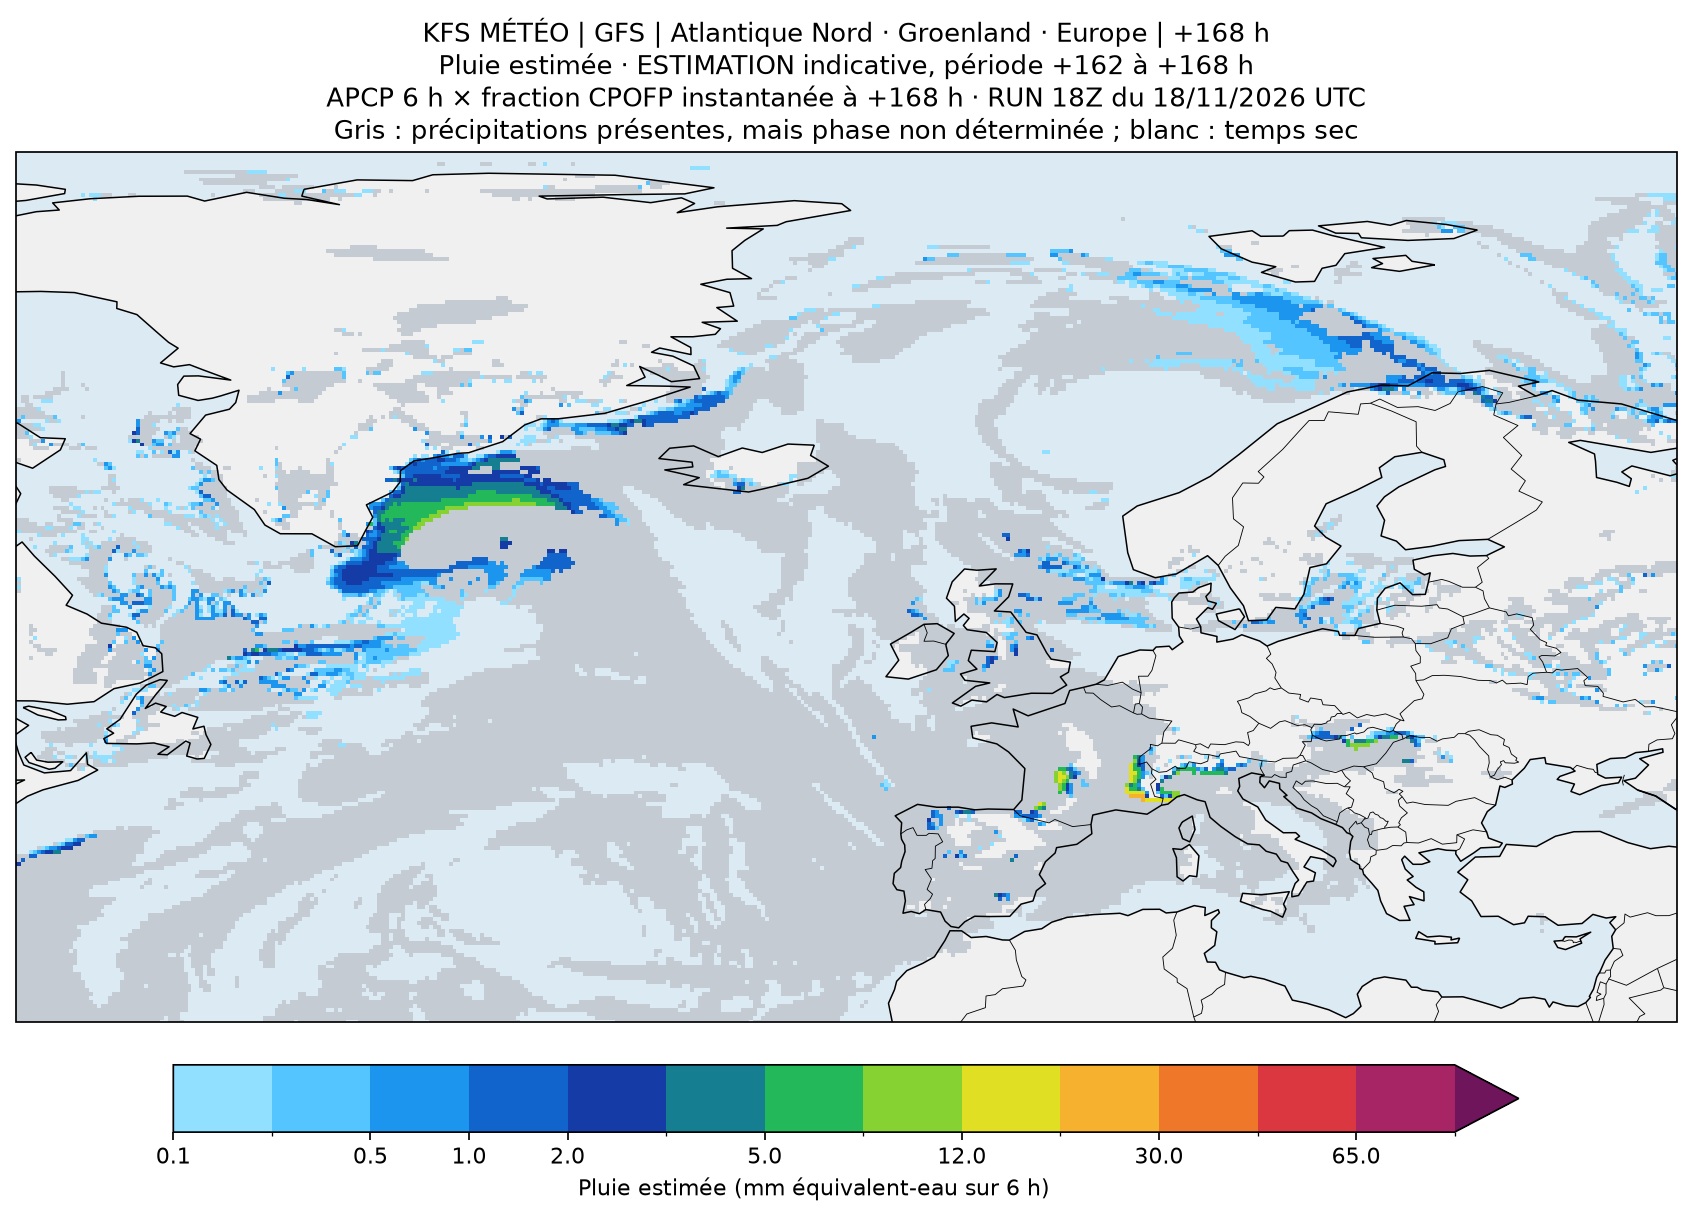 KFS MÉTÉO | GFS | Atlantique Nord · Groenland · Europe | +168 h
Pluie estimée · ESTIMATION indicative, période +162 à +168 h
APCP 6 h × fraction CPOFP instantanée à +168 h · RUN 18Z du 18/11/2026 UTC
Gris : précipitations présentes, mais phase non déterminée ; blanc : temps sec
0.1 0.5 1.0 2.0 5.0 12.0 30.0 65.0
Pluie estimée (mm équivalent-eau sur 6 h)